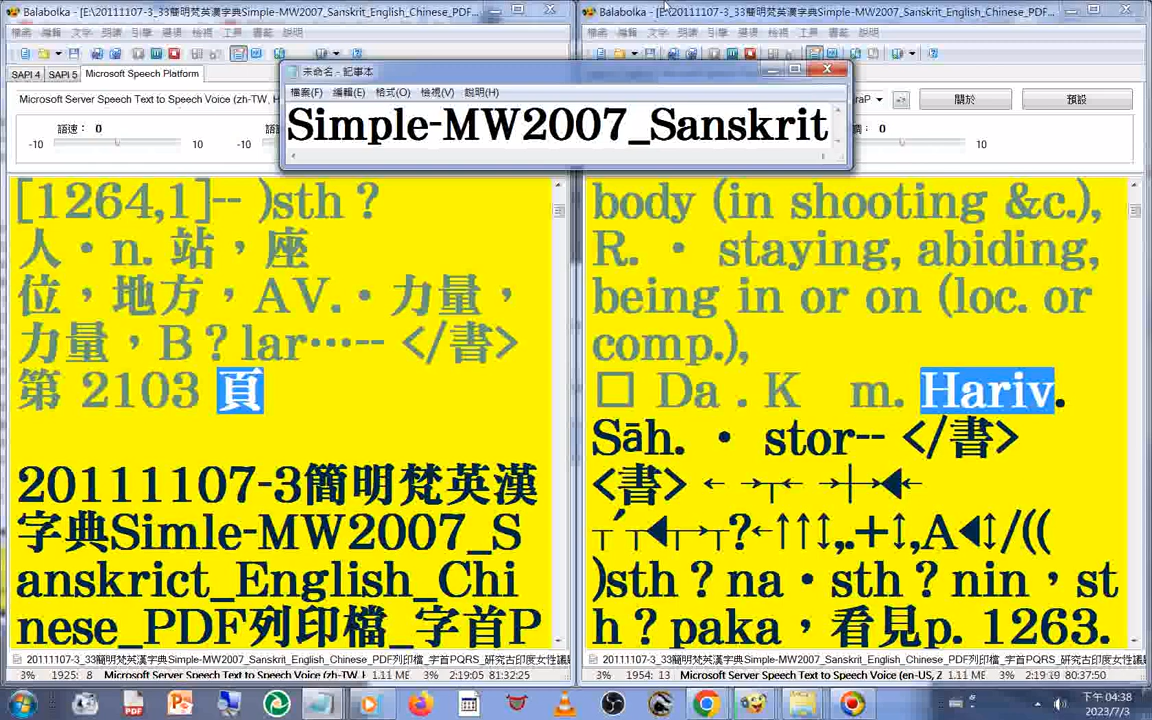 Balabolka - [E:\20111107-3_33簡明梵英漢字典Simple-MW2007_Sanskrit_English_Chinese_PDF...
Balabolka - [E:\20111107-3_33簡明梵英漢字典Simple-MW2007_Sanskrit_English_Chinese_PDF...
SAPI 4 SAPI 5 Microsoft Speech Platform
未命名 - 記事本
檔案(F) 編輯(E) 格式(O) 檢視(V) 說明(H)
Simple-MW2007_Sanskrit
Microsoft Server Speech Text to Speech Voice (zh-TW, H
關於 預設
語速： 0
0
-10 10 -10
10
[1264,1]-- )sth ?
人・n. 站，座
位，地方，AV.・力量，
力量，B ? lar…-- </書>
第 2103 頁
20111107-3簡明梵英漢
字典Simle-MW2007_S
anskrict_English_Chi
nese_PDF列印檔_字首P
body (in shooting &c.),
R. ・ staying, abiding,
being in or on (loc. or
comp.),
□ Da . K m. Hariv.
Sāh. ・ stor-- </書>
<書> ← →┬← →┼→◀←
┬´┬◀┬→┬?←↑↑↕,.+↕,A◀↕/((
)sth ? na・sth ? nin，st
h ? paka，看見p. 1263.
20111107-3_33簡明梵英漢字典Simple-MW2007_Sanskrit_English_Chinese_PDF列印檔_字首PQRS_研究古印度女性議
20111107-3_33簡明梵英漢字典Simple-MW2007_Sanskrit_English_Chinese_PDF列印檔_字首PQRS_研究古印度女性議
3% 1925: 8 Microsoft Server Speech Text to Speech Voice (zh-TW, 1.11 ME 3% 2:19:05 81:32:25
3% 1954: 13 Microsoft Server Speech Text to Speech Voice (en-US, 1.11 ME 3% 2:19:19 80:37:50
下午 04:38
2023/7/3